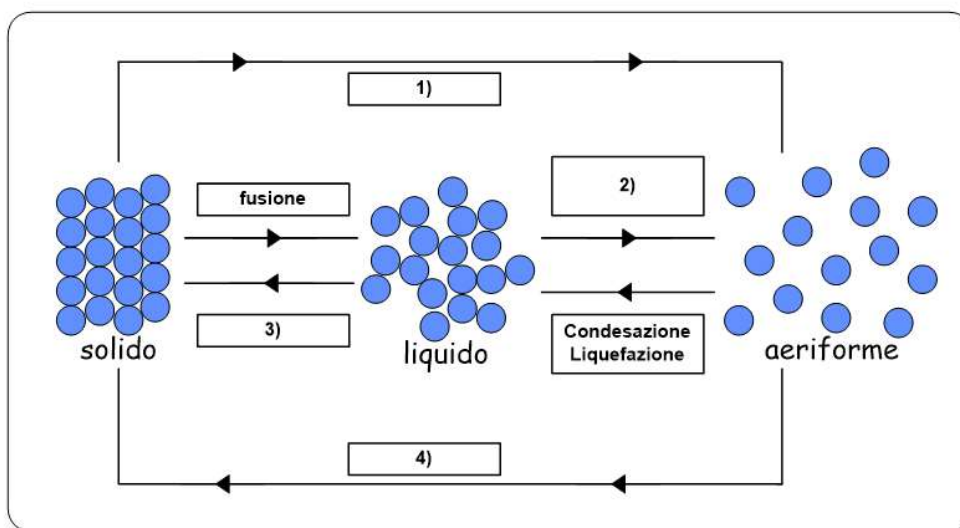 1)
fusione
2)
3)
solido
liquido
Condesazione
Liquefazione
aeriforme
4)